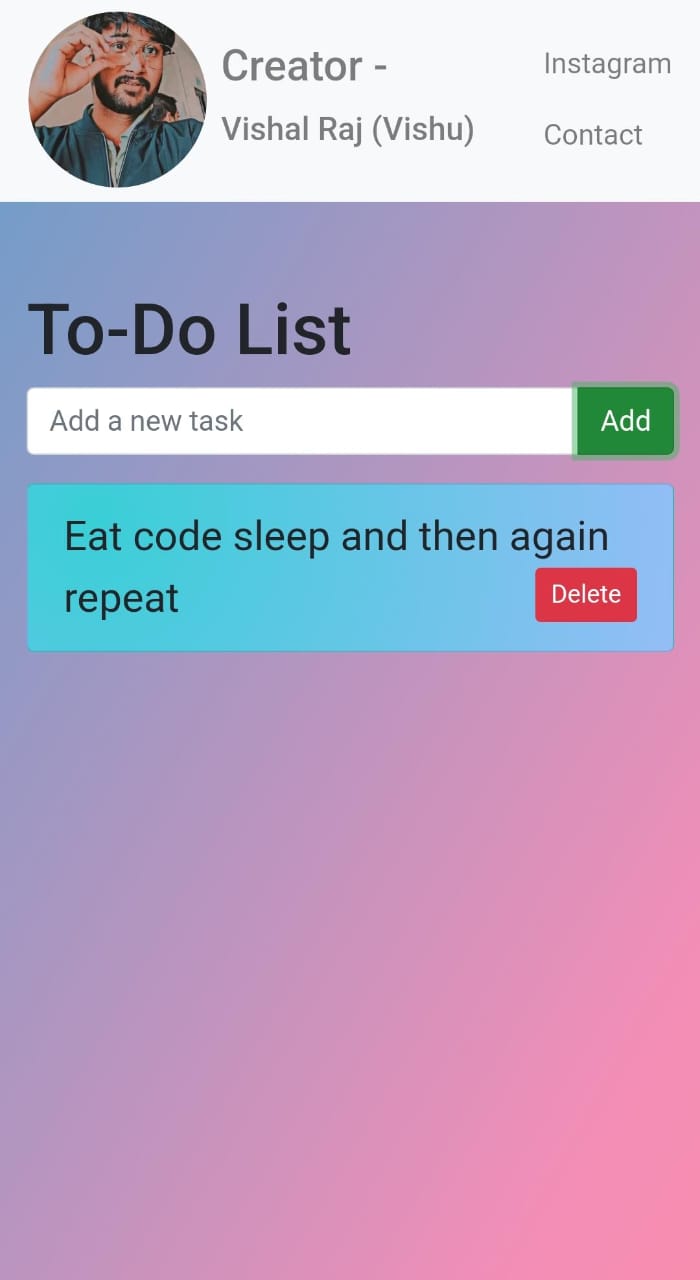 Creator -
Vishal Raj (Vishu)
Instagram
Contact
To-Do List
Add a new task
Add
Eat code sleep and then again
repeat
Delete